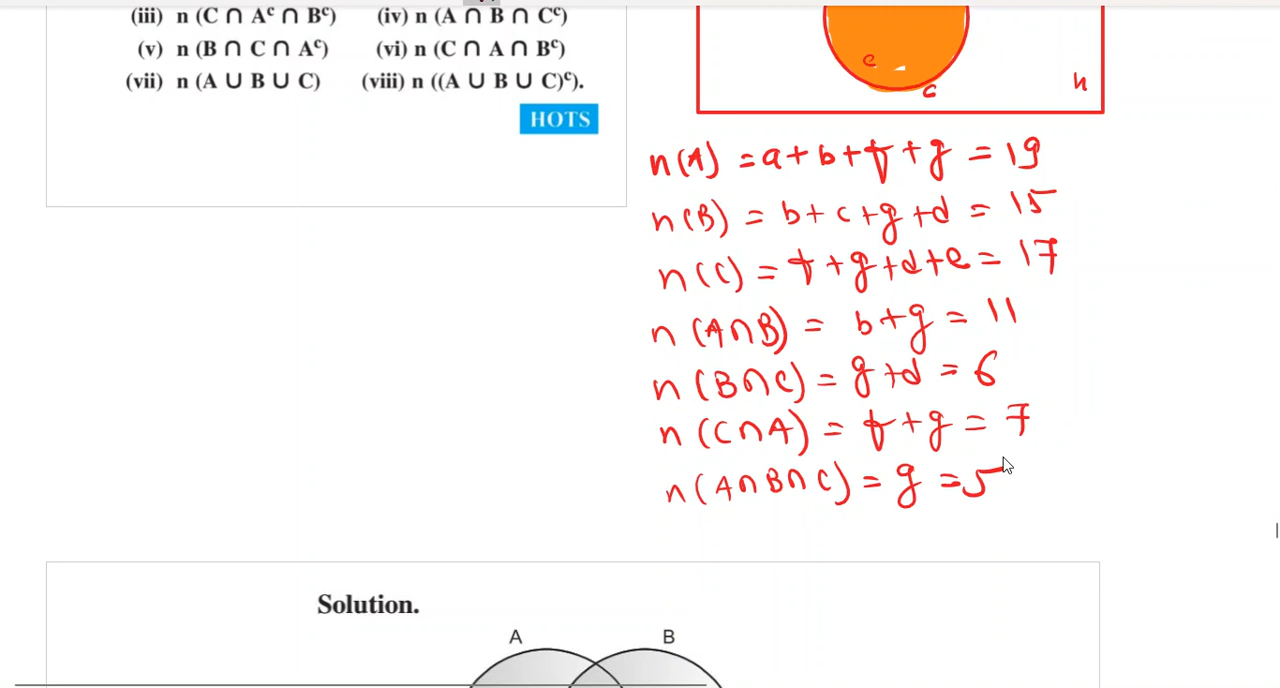 (iii) n (C ∩ Aᶜ ∩ Bᶜ) (iv) n (A ∩ B ∩ Cᶜ)
(v) n (B ∩ C ∩ Aᶜ) (vi) n (C ∩ A ∩ Bᶜ)
(vii) n (A ∪ B ∪ C) (viii) n ((A ∪ B ∪ C)ᶜ).
HOTS
e
c
h
n(A) = a+b+f+g = 19
n(B) = b+c+g+d = 15
n(C) = f+g+d+e = 17
n(A∩B) = b+g = 11
n(B∩C) = g+d = 6
n(C∩A) = f+g = 7
n(A∩B∩C) = g = 5
Solution.
A B